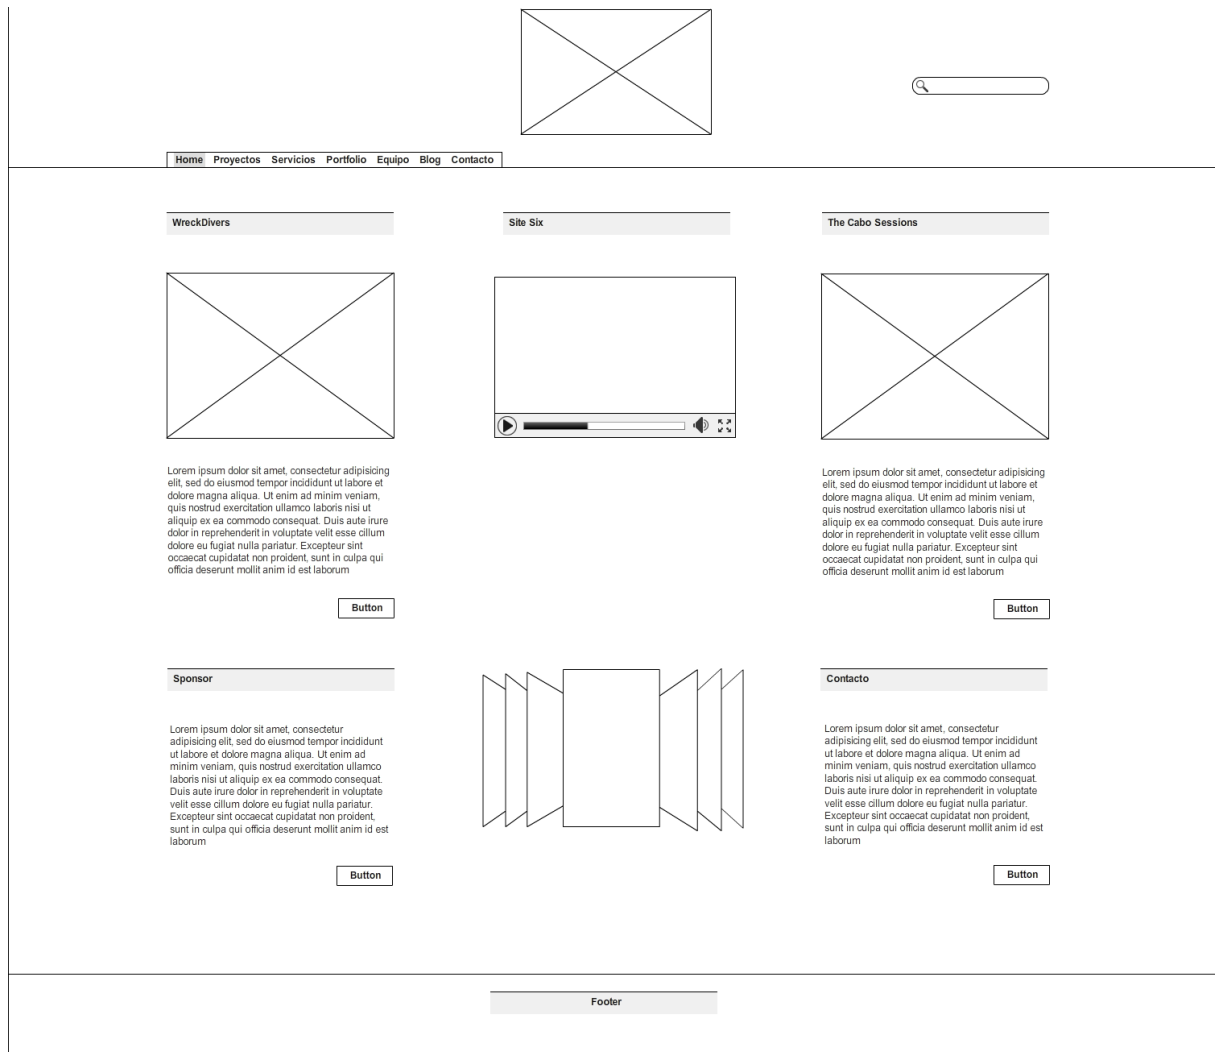 Home Proyectos Servicios Portfolio Equipo Blog Contacto
WreckDivers
Site Six
The Cabo Sessions
Lorem ipsum dolor sit amet, consectetur adipisicing
elit, sed do eiusmod tempor incididunt ut labore et
dolore magna aliqua. Ut enim ad minim veniam,
quis nostrud exercitation ullamco laboris nisi ut
aliquip ex ea commodo consequat. Duis aute irure
dolor in reprehenderit in voluptate velit esse cillum
dolore eu fugiat nulla pariatur. Excepteur sint
occaecat cupidatat non proident, sunt in culpa qui
officia deserunt mollit anim id est laborum
Button
Lorem ipsum dolor sit amet, consectetur adipisicing
elit, sed do eiusmod tempor incididunt ut labore et
dolore magna aliqua. Ut enim ad minim veniam,
quis nostrud exercitation ullamco laboris nisi ut
aliquip ex ea commodo consequat. Duis aute irure
dolor in reprehenderit in voluptate velit esse cillum
dolore eu fugiat nulla pariatur. Excepteur sint
occaecat cupidatat non proident, sunt in culpa qui
officia deserunt mollit anim id est laborum
Button
Sponsor
Lorem ipsum dolor sit amet, consectetur
adipisicing elit, sed do eiusmod tempor incididunt
ut labore et dolore magna aliqua. Ut enim ad
minim veniam, quis nostrud exercitation ullamco
laboris nisi ut aliquip ex ea commodo consequat.
Duis aute irure dolor in reprehenderit in voluptate
velit esse cillum dolore eu fugiat nulla pariatur.
Excepteur sint occaecat cupidatat non proident,
sunt in culpa qui officia deserunt mollit anim id est
laborum
Button
Contacto
Lorem ipsum dolor sit amet, consectetur
adipisicing elit, sed do eiusmod tempor incididunt
ut labore et dolore magna aliqua. Ut enim ad
minim veniam, quis nostrud exercitation ullamco
laboris nisi ut aliquip ex ea commodo consequat.
Duis aute irure dolor in reprehenderit in voluptate
velit esse cillum dolore eu fugiat nulla pariatur.
Excepteur sint occaecat cupidatat non proident,
sunt in culpa qui officia deserunt mollit anim id est
laborum
Button
Footer